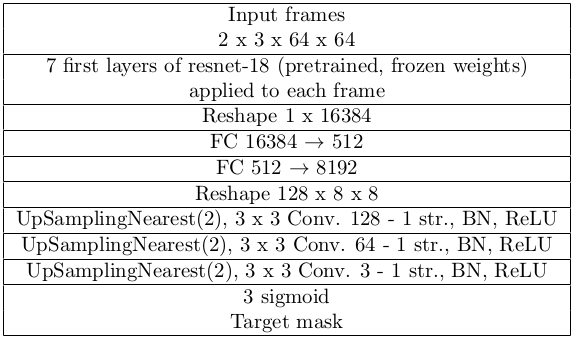 Input frames
2 x 3 x 64 x 64
7 first layers of resnet-18 (pretrained, frozen weights)
applied to each frame
Reshape 1 x 16384
FC 16384 → 512
FC 512 → 8192
Reshape 128 x 8 x 8
UpSamplingNearest(2), 3 x 3 Conv. 128 - 1 str., BN, ReLU
UpSamplingNearest(2), 3 x 3 Conv. 64 - 1 str., BN, ReLU
UpSamplingNearest(2), 3 x 3 Conv. 3 - 1 str., BN, ReLU
3 sigmoid
Target mask